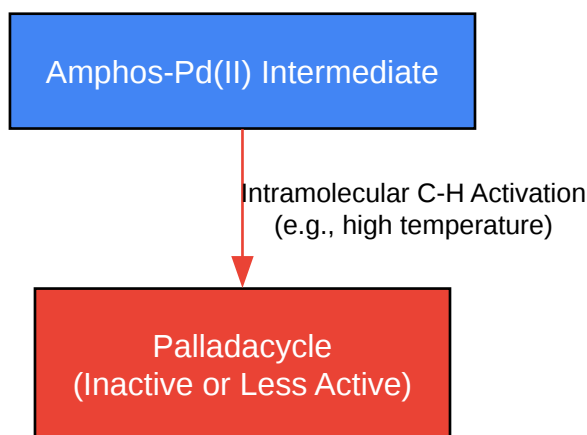 Amphos-Pd(II) Intermediate
Intramolecular C-H Activation
(e.g., high temperature)
Palladacycle
(Inactive or Less Active)